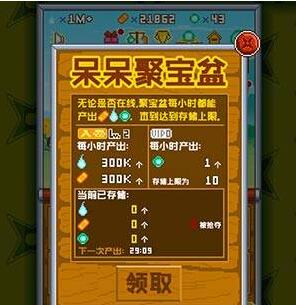 ×1M+ ×21862 ×43
呆呆聚宝盆
无论是否在线,聚宝盆每小时都能
产出 直到达到存储上限。
Lv 2 VIP0
每小时产出: 每小时产出:
300K 个 1 个
300K 个 存储上限为 10
当前已存储:
0 个
0 个 被抢夺
0 个
下一次产出: 29:09
领取